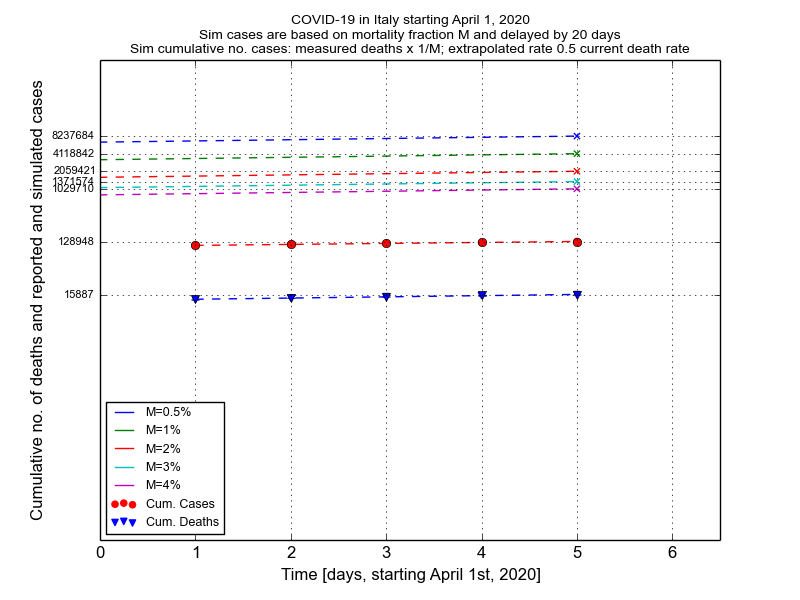 COVID-19 in Italy starting April 1, 2020
Sim cases are based on mortality fraction M and delayed by 20 days
Sim cumulative no. cases: measured deaths x 1/M; extrapolated rate 0.5 current death rate
Cumulative no. of deaths and reported and simulated cases
8237684
4118842
2059421
1371574
1029710
128948
15887
M=0.5%
M=1%
M=2%
M=3%
M=4%
Cum. Cases
Cum. Deaths
0 1 2 3 4 5 6
Time [days, starting April 1st, 2020]